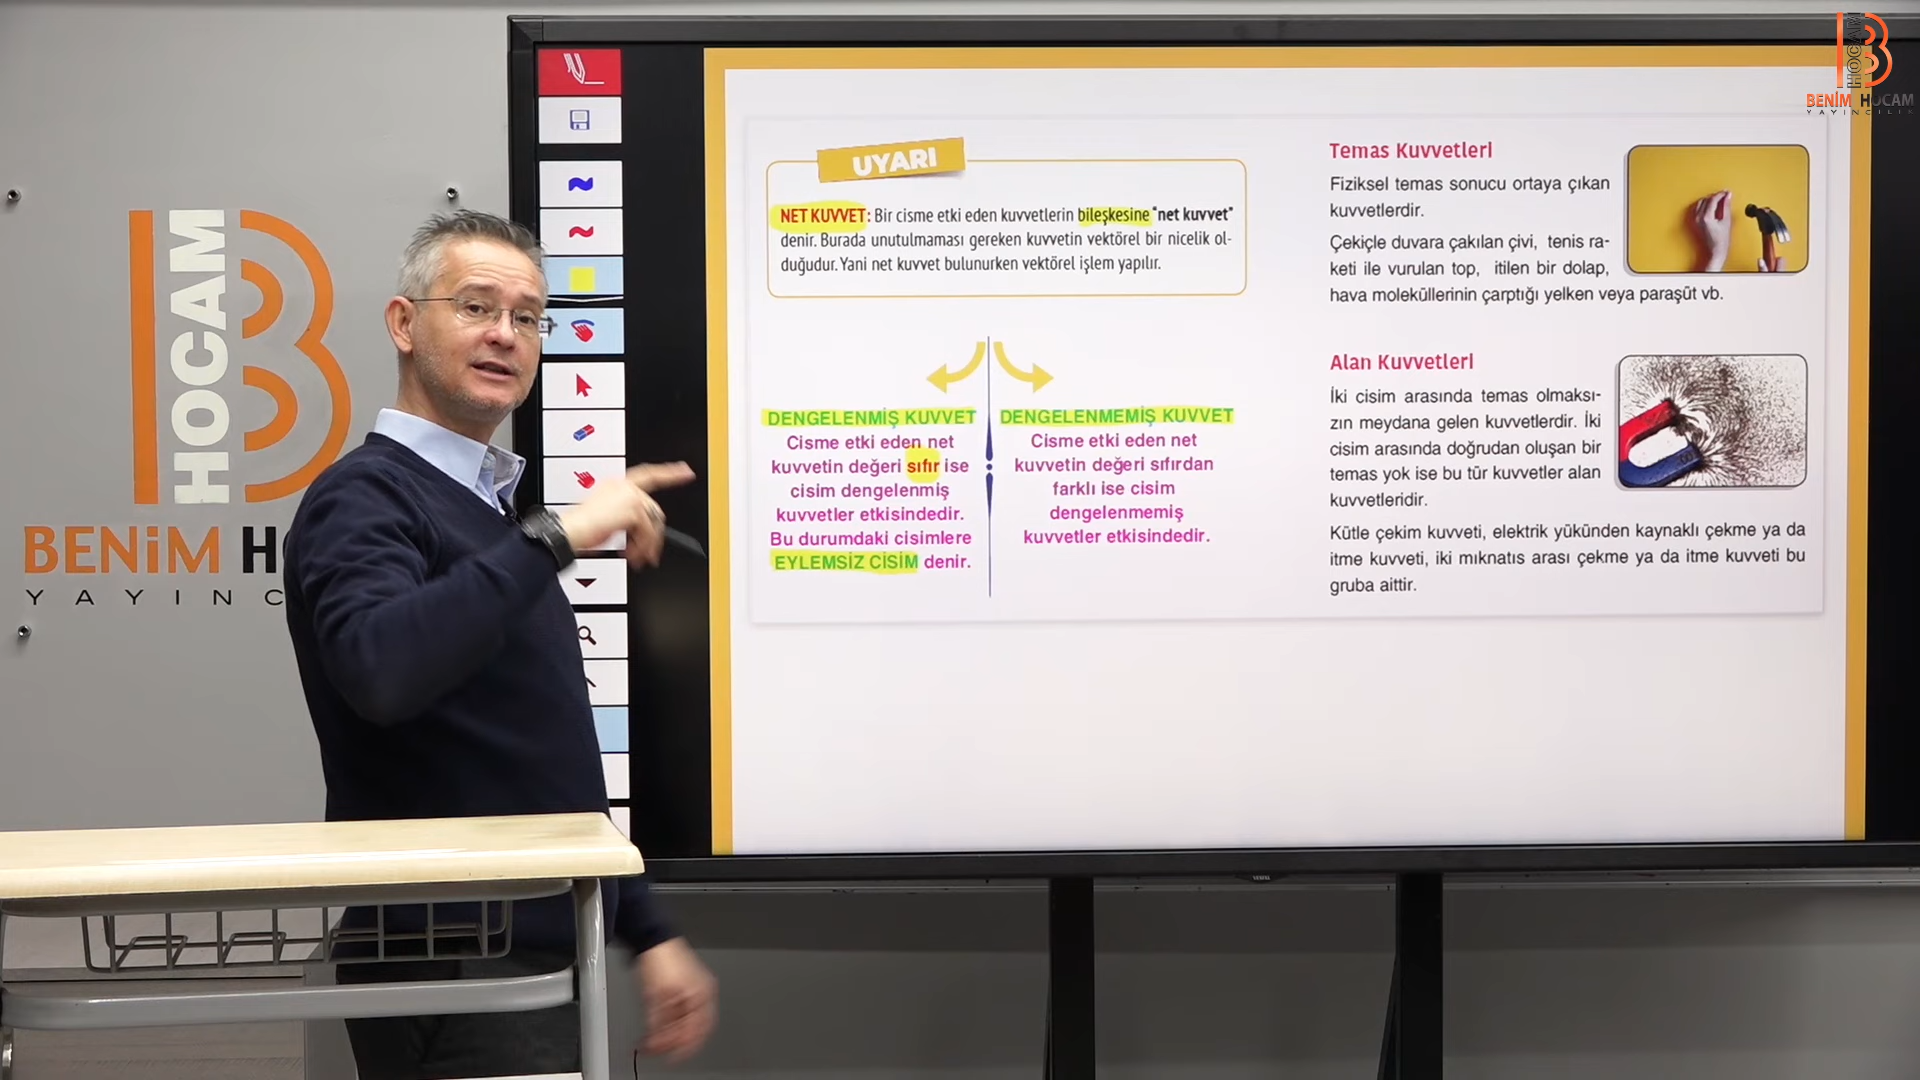 HOCAM
BENİM HOCAM
YAYINCILIK
HOCAM
BENİM H
YAYINC
UYARI
NET KUVVET: Bir cisme etki eden kuvvetlerin bileşkesine "net kuvvet"
denir. Burada unutulmaması gereken kuvvetin vektörel bir nicelik ol-
duğudur. Yani net kuvvet bulunurken vektörel işlem yapılır.
DENGELENMİŞ KUVVET
Cisme etki eden net
kuvvetin değeri sıfır ise
cisim dengelenmiş
kuvvetler etkisindedir.
Bu durumdaki cisimlere
EYLEMSİZ CİSİM denir.
DENGELENMEMİŞ KUVVET
Cisme etki eden net
kuvvetin değeri sıfırdan
farklı ise cisim
dengelenmemiş
kuvvetler etkisindedir.
Temas Kuvvetleri
Fiziksel temas sonucu ortaya çıkan
kuvvetlerdir.
Çekiçle duvara çakılan çivi, tenis ra-
keti ile vurulan top, itilen bir dolap,
hava moleküllerinin çarptığı yelken veya paraşüt vb.
Alan Kuvvetleri
İki cisim arasında temas olmaksı-
zın meydana gelen kuvvetlerdir. İki
cisim arasında doğrudan oluşan bir
temas yok ise bu tür kuvvetler alan
kuvvetleridir.
Kütle çekim kuvveti, elektrik yükünden kaynaklı çekme ya da
itme kuvveti, iki mıknatıs arası çekme ya da itme kuvveti bu
gruba aittir.